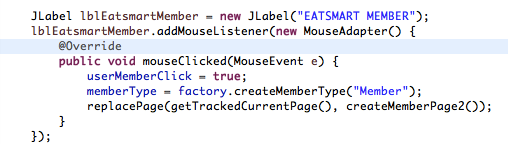 JLabel lblEatsmartMember = new JLabel("EATSMART MEMBER");
lblEatsmartMember.addMouseListener(new MouseAdapter() {
@Override
public void mouseClicked(MouseEvent e) {
userMemberClick = true;
memberType = factory.createMemberType("Member");
replacePage(getTrackedCurrentPage(), createMemberPage2());
}
});